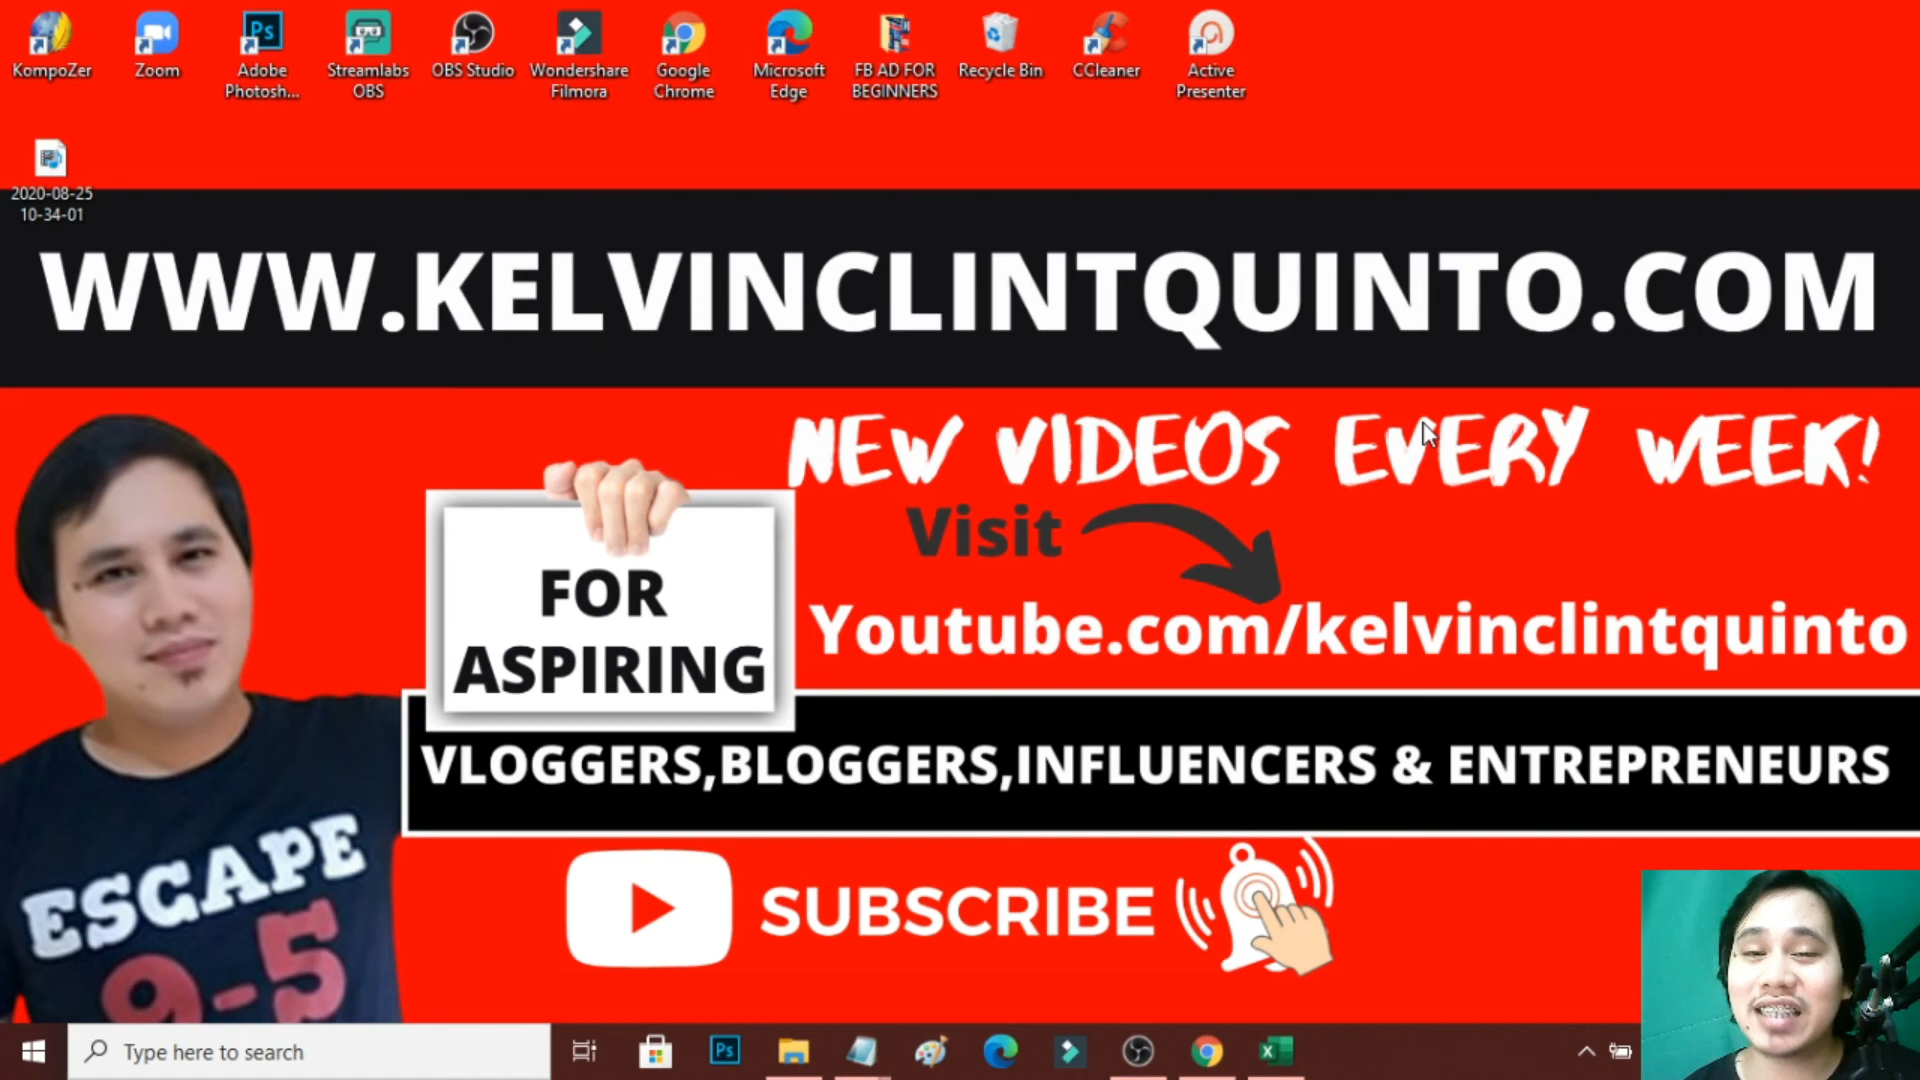 KompoZer
Zoom
Adobe
Photosh...
Streamlabs
OBS
OBS Studio
Wondershare
Filmora
Google
Chrome
Microsoft
Edge
FB AD FOR
BEGINNERS
Recycle Bin
CCleaner
Active
Presenter
2020-08-25
10-34-01
WWW.KELVINCLINTQUINTO.COM
NEW VIDEOS EVERY WEEK!
Visit
Youtube.com/kelvinclintquinto
FOR
ASPIRING
VLOGGERS,BLOGGERS,INFLUENCERS & ENTREPRENEURS
ESCAPE
9-5
SUBSCRIBE
Type here to search